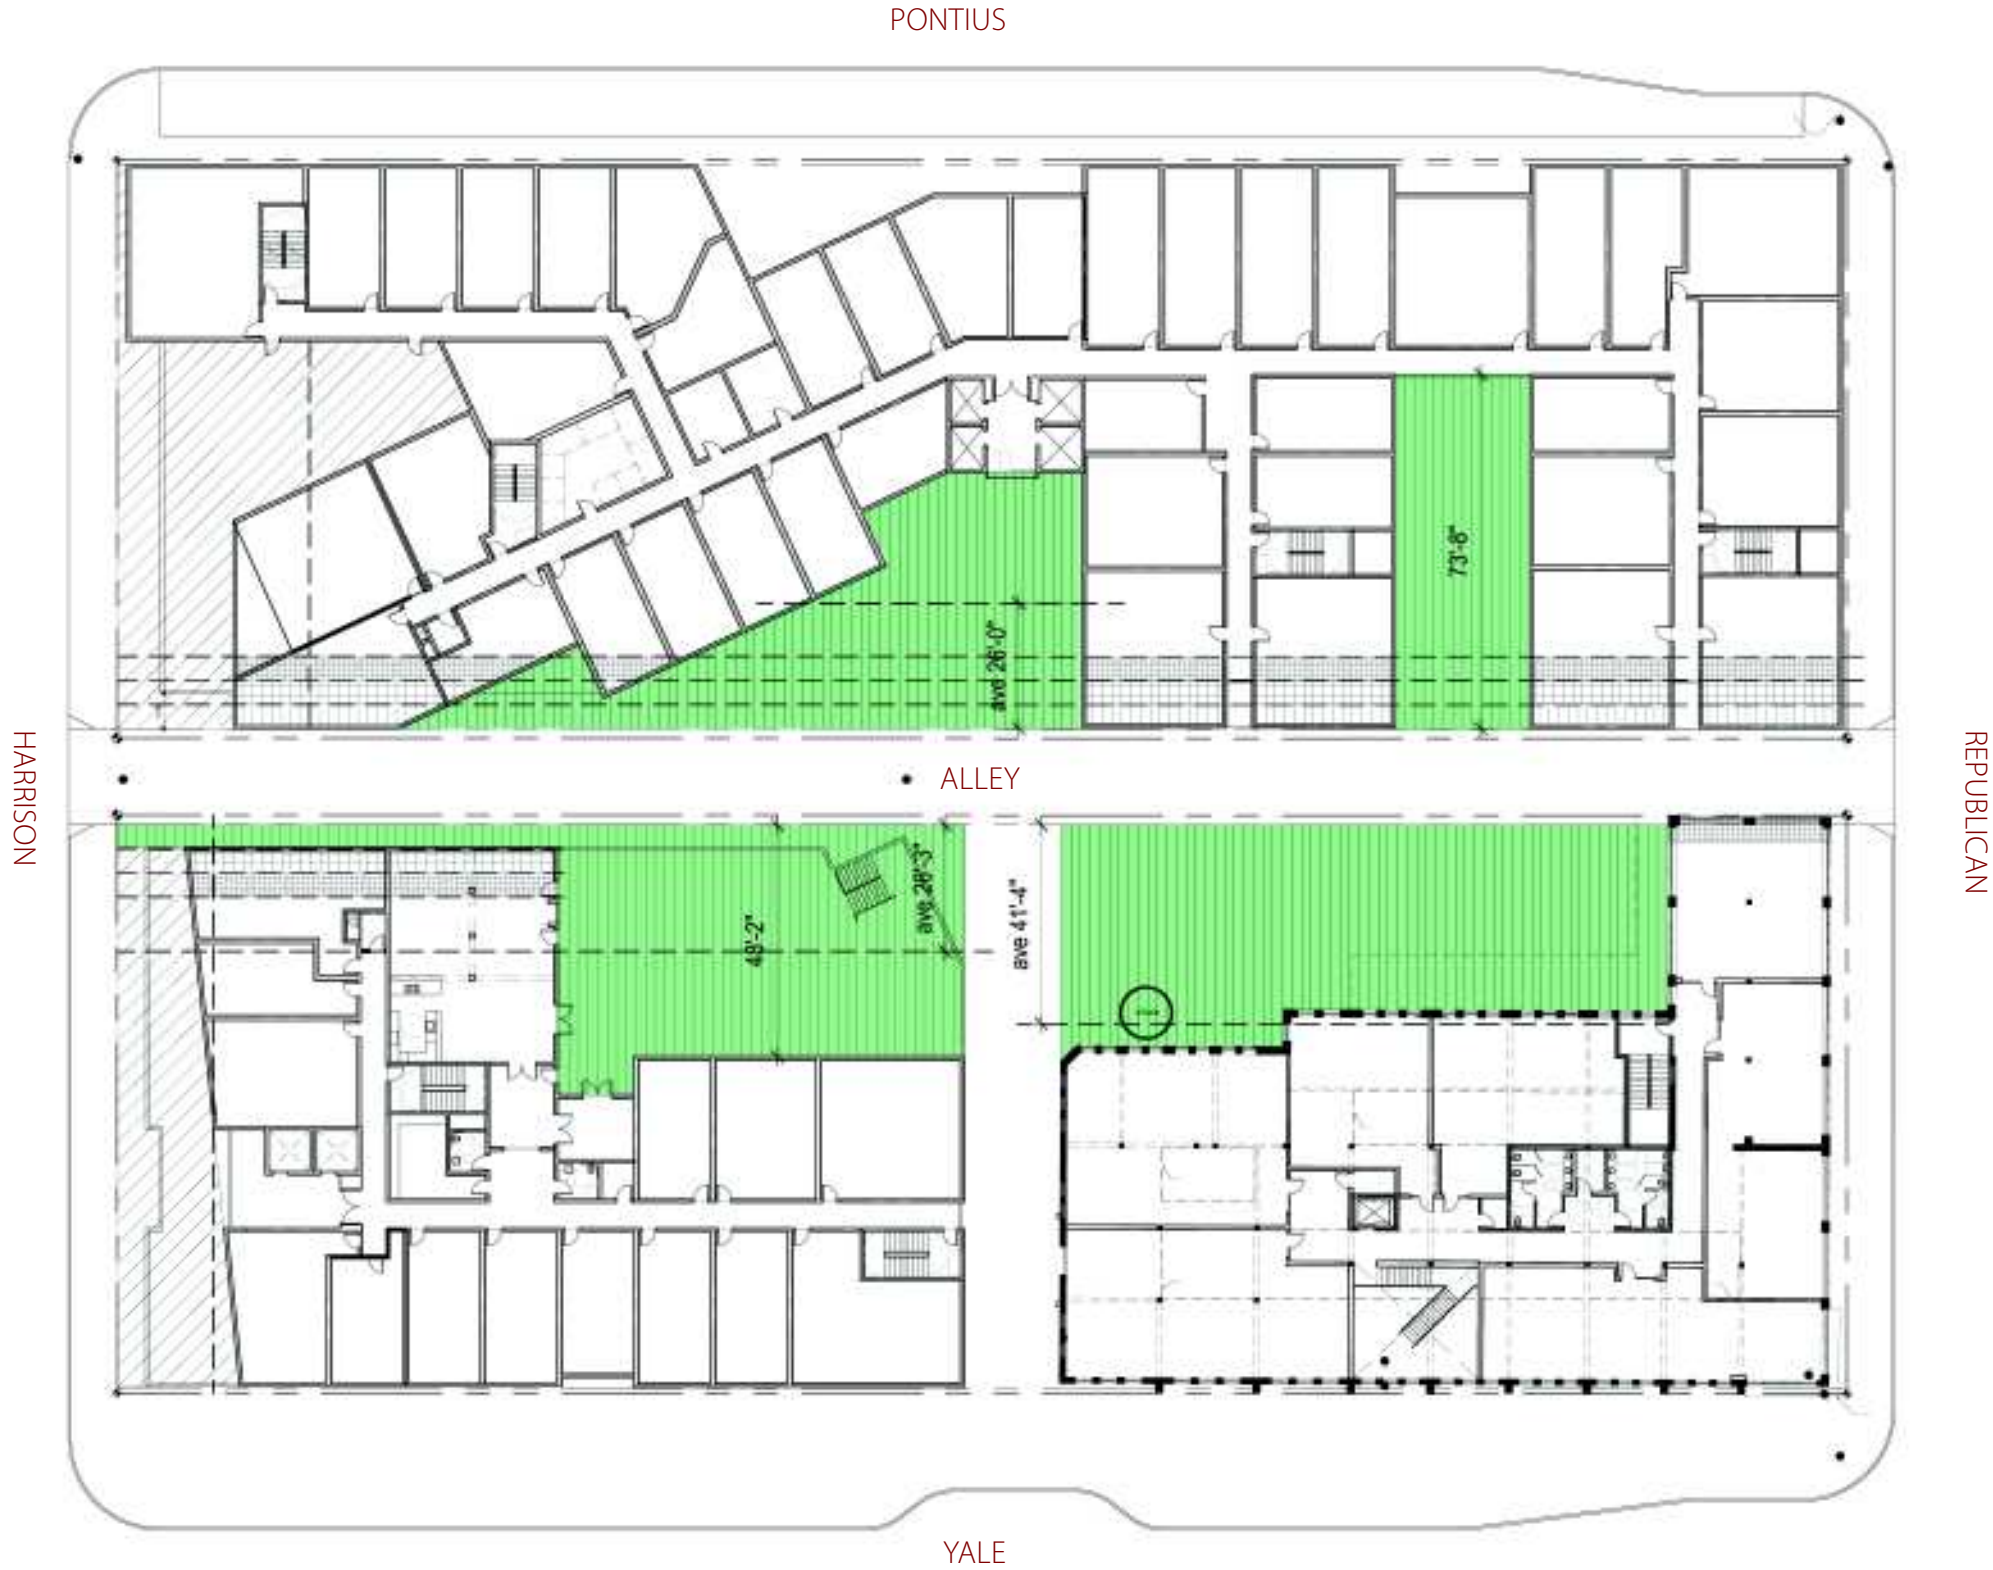 PONTIUS
73'-8"
ave 26'-0"
HARRISON
ALLEY
REPUBLICAN
48'-2"
ave 26'-3"
ave 41'-4"
YALE